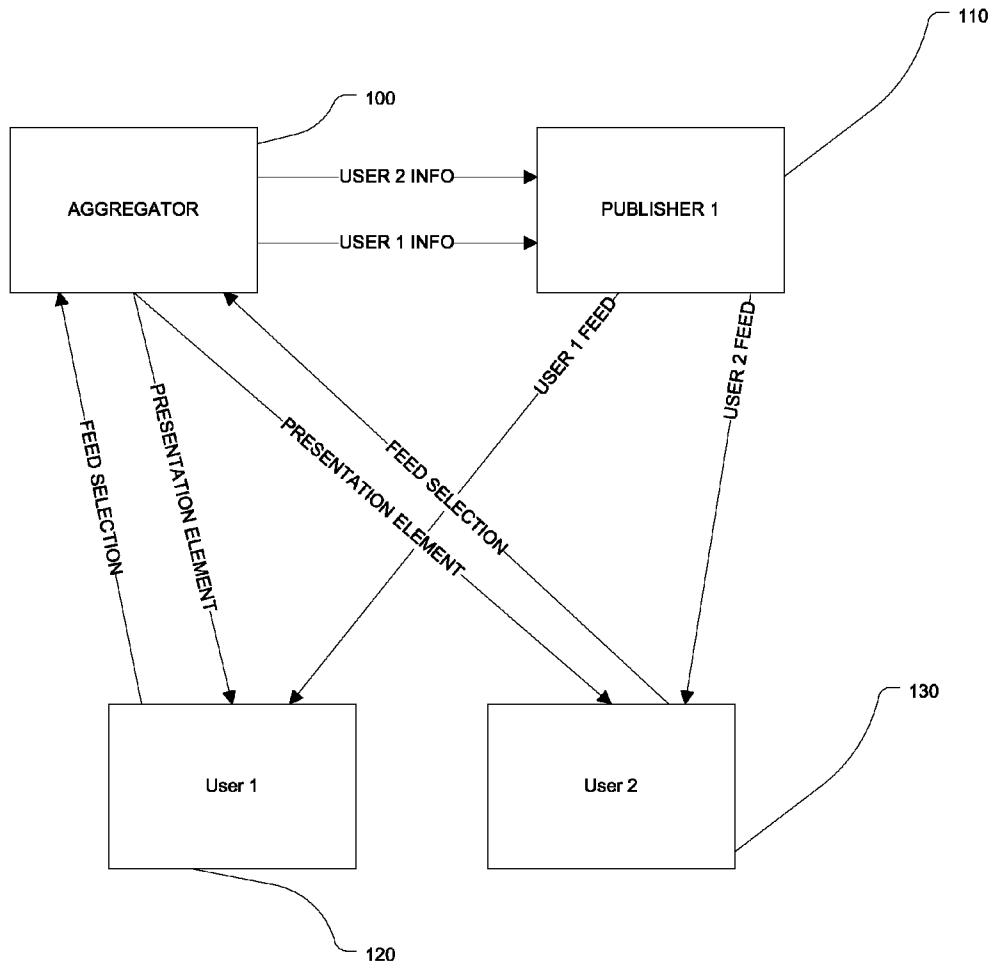 110
100
AGGREGATOR
USER 2 INFO
USER 1 INFO
PUBLISHER 1
FEED SELECTION
PRESENTATION ELEMENT
PRESENTATION ELEMENT
FEED SELECTION
USER 1 FEED
USER 2 FEED
User 1
User 2
130
120